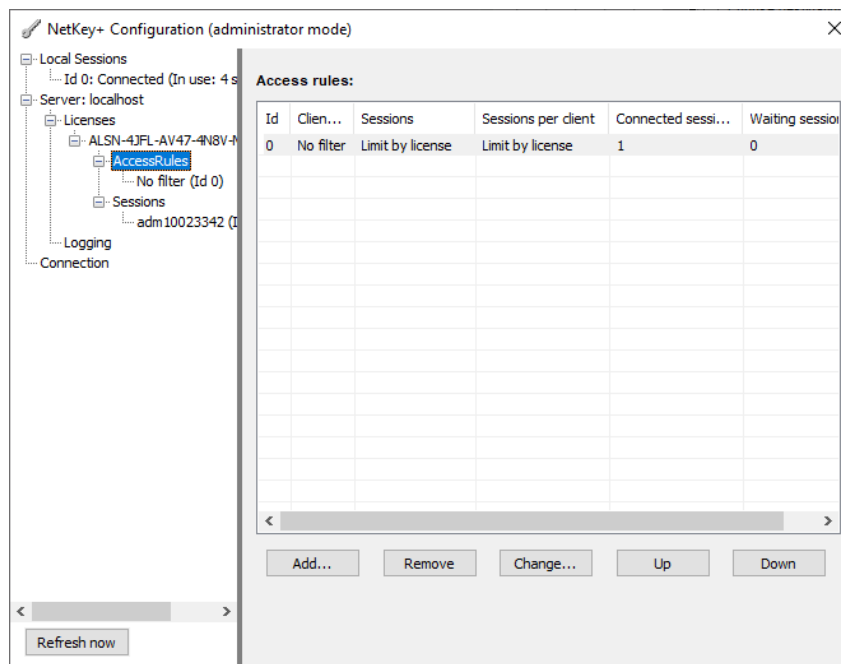 NetKey+ Configuration (administrator mode)
Local Sessions
Id 0: Connected (In use: 4 s
Server: localhost
Licenses
ALSN-4JFL-AV47-4N8V-
AccessRules
No filter (Id 0)
Sessions
adm10023342 (I
Logging
Connection
Refresh now
Access rules:
Id Clien... Sessions Sessions per client Connected sessi... Waiting session
0 No filter Limit by license Limit by license 1 0
Add... Remove Change... Up Down